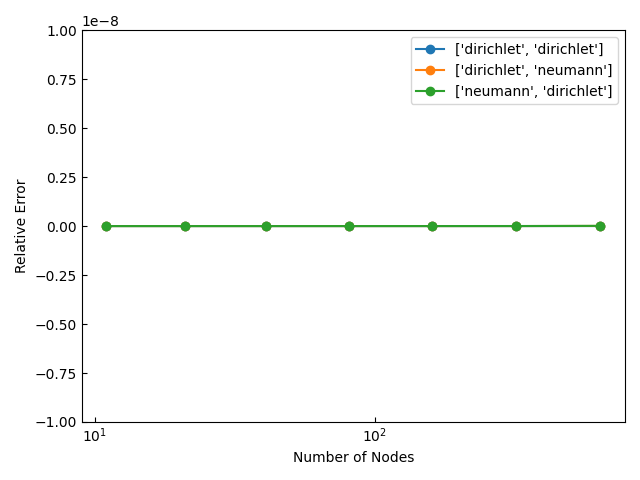 1e−8
1.00
0.75
0.50
0.25
0.00
−0.25
−0.50
−0.75
−1.00
Relative Error
['dirichlet', 'dirichlet']
['dirichlet', 'neumann']
['neumann', 'dirichlet']
10¹
10²
Number of Nodes